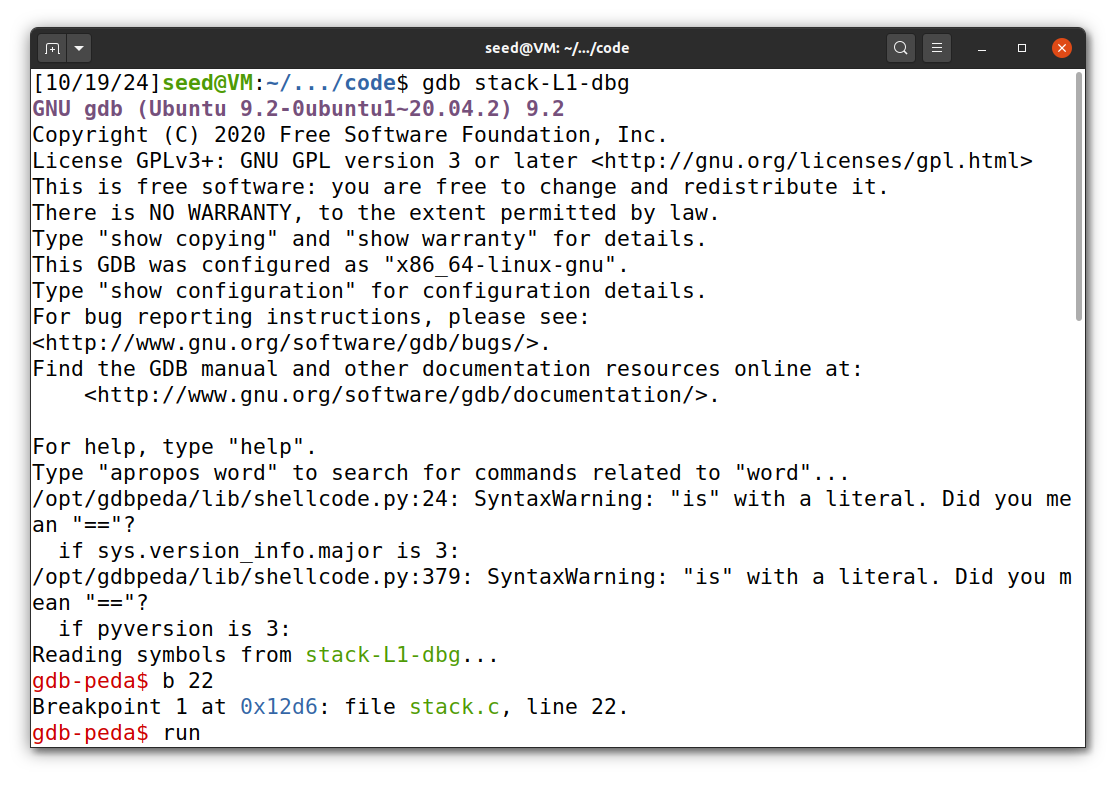 seed@VM: ~/.../code
[10/19/24]seed@VM:~/.../code$ gdb stack-L1-dbg
GNU gdb (Ubuntu 9.2-0ubuntu1~20.04.2) 9.2
Copyright (C) 2020 Free Software Foundation, Inc.
License GPLv3+: GNU GPL version 3 or later <http://gnu.org/licenses/gpl.html>
This is free software: you are free to change and redistribute it.
There is NO WARRANTY, to the extent permitted by law.
Type "show copying" and "show warranty" for details.
This GDB was configured as "x86_64-linux-gnu".
Type "show configuration" for configuration details.
For bug reporting instructions, please see:
<http://www.gnu.org/software/gdb/bugs/>.
Find the GDB manual and other documentation resources online at:
    <http://www.gnu.org/software/gdb/documentation/>.

For help, type "help".
Type "apropos word" to search for commands related to "word"...
/opt/gdbpeda/lib/shellcode.py:24: SyntaxWarning: "is" with a literal. Did you me
an "=="?
  if sys.version_info.major is 3:
/opt/gdbpeda/lib/shellcode.py:379: SyntaxWarning: "is" with a literal. Did you m
ean "=="?
  if pyversion is 3:
Reading symbols from stack-L1-dbg...
gdb-peda$ b 22
Breakpoint 1 at 0x12d6: file stack.c, line 22.
gdb-peda$ run